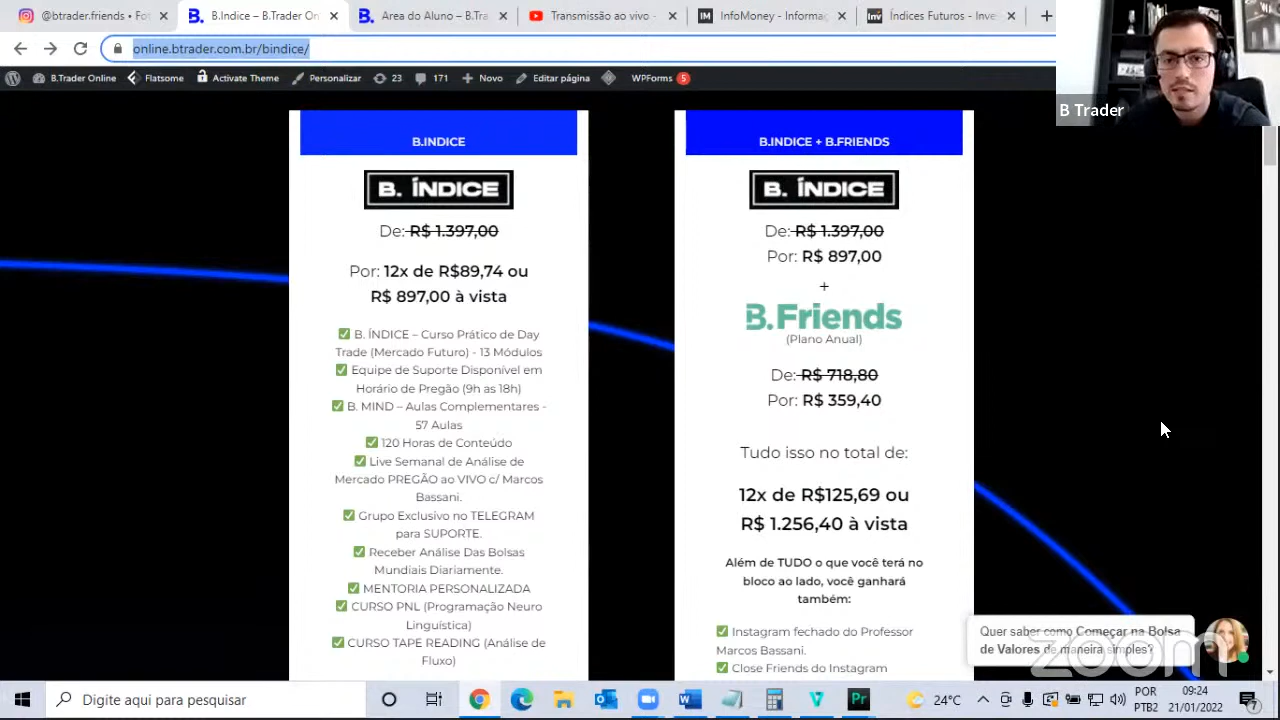 @btrader.friends • Fot
B.Indice – B.Trader On
Area do Aluno – B.Tra
Transmissão ao vivo -
InfoMoney - Informaç
Índices Futuros - Inve
online.btrader.com.br/bindice/
B.Trader Online
Flatsome
Activate Theme
Personalizar
23
171
Novo
Editar página
WPForms 5
B Trader
B.INDICE
B. ÍNDICE
De: R$ 1.397,00
Por: 12x de R$89,74 ou
R$ 897,00 à vista
B. ÍNDICE – Curso Prático de Day
Trade (Mercado Futuro) - 13 Módulos
Equipe de Suporte Disponível em
Horário de Pregão (9h as 18h)
B. MIND – Aulas Complementares -
57 Aulas
120 Horas de Conteúdo
Live Semanal de Análise de
Mercado PREGÃO ao VIVO c/ Marcos
Bassani.
Grupo Exclusivo no TELEGRAM
para SUPORTE.
Receber Análise Das Bolsas
Mundiais Diariamente.
MENTORIA PERSONALIZADA
CURSO PNL (Programação Neuro
Linguística)
CURSO TAPE READING (Análise de
Fluxo)
B.INDICE + B.FRIENDS
B. ÍNDICE
De: R$ 1.397,00
Por: R$ 897,00
+
B.Friends
(Plano Anual)
De: R$ 718,80
Por: R$ 359,40
Tudo isso no total de:
12x de R$125,69 ou
R$ 1.256,40 à vista
Além de TUDO o que você terá no
bloco ao lado, você ganhará
também:
Instagram fechado do Professor
Marcos Bassani.
Close Friends do Instagram
Quer saber como Começar na Bolsa
de Valores de maneira simples?
zoom
Digite aqui para pesquisar
24°C
POR
PTB2
09:24
21/01/2022
7